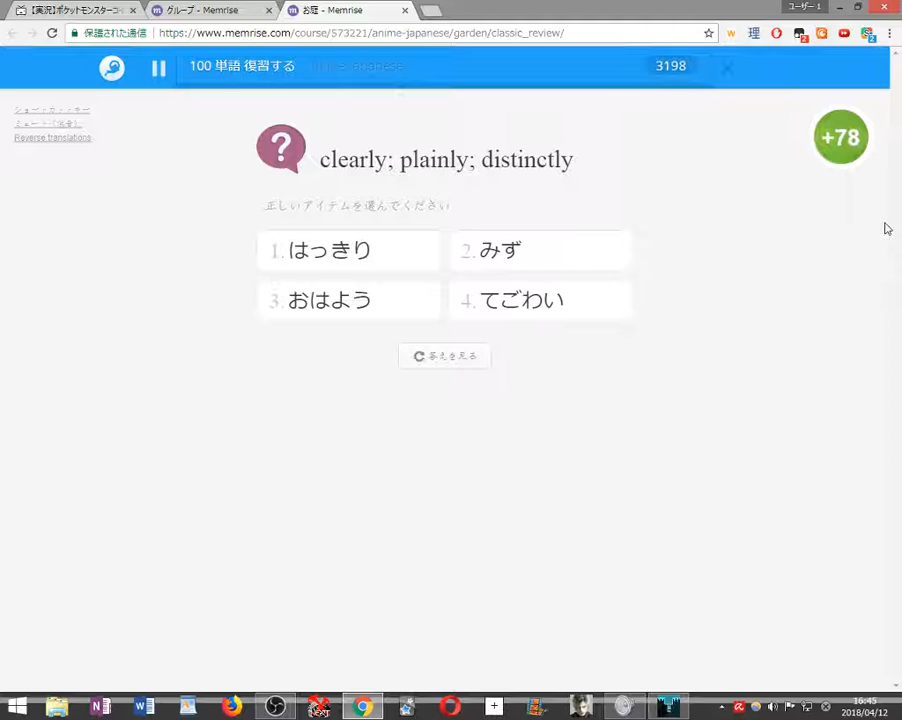 【実況】ポケットモンスターコ
グループ - Memrise
お庭 - Memrise
ユーザー 1
保護された通信
https://www.memrise.com/course/573221/anime-japanese/garden/classic_review/
100 単語 復習する
3198
Reverse translations
+78
? clearly; plainly; distinctly
正しいアイテムを選んでください
1. はっきり
2. みず
3. おはよう
4. てごわい
答えを見る
16:45
2018/04/12